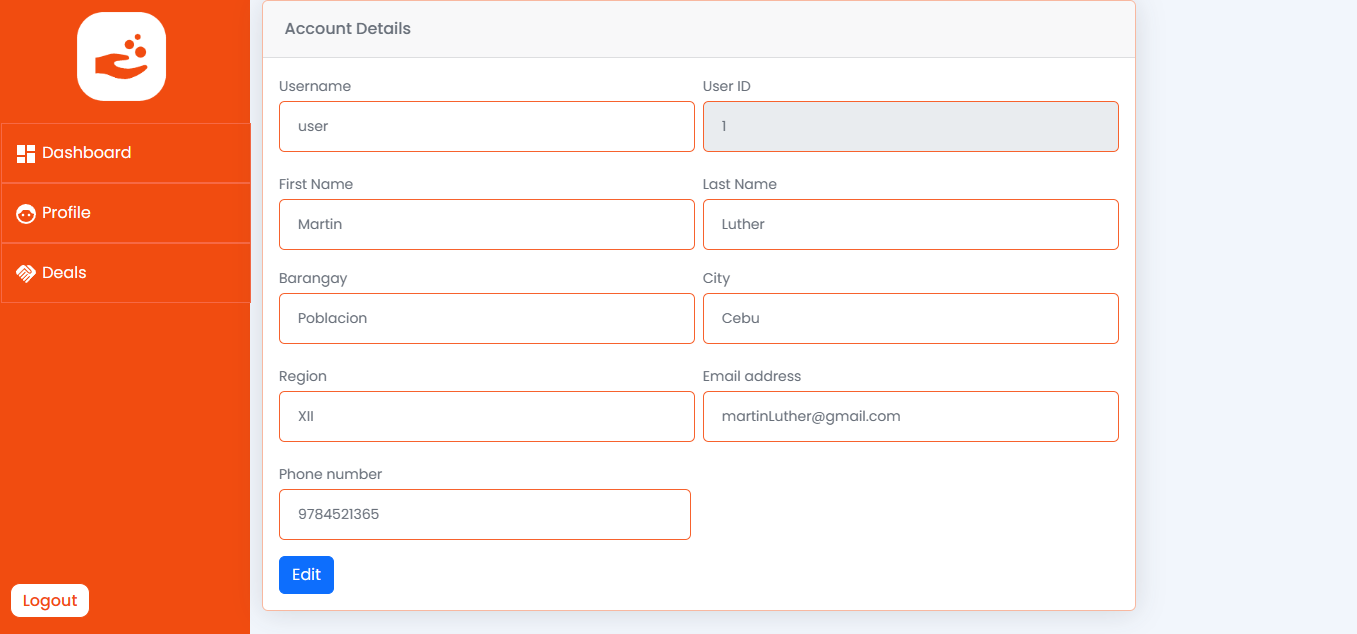 Account Details
Username
User ID
user
1
Dashboard
First Name
Last Name
Profile
Martin
Luther
Deals
Barangay
City
Poblacion
Cebu
Region
Email address
XII
martinLuther@gmail.com
Phone number
9784521365
Edit
Logout